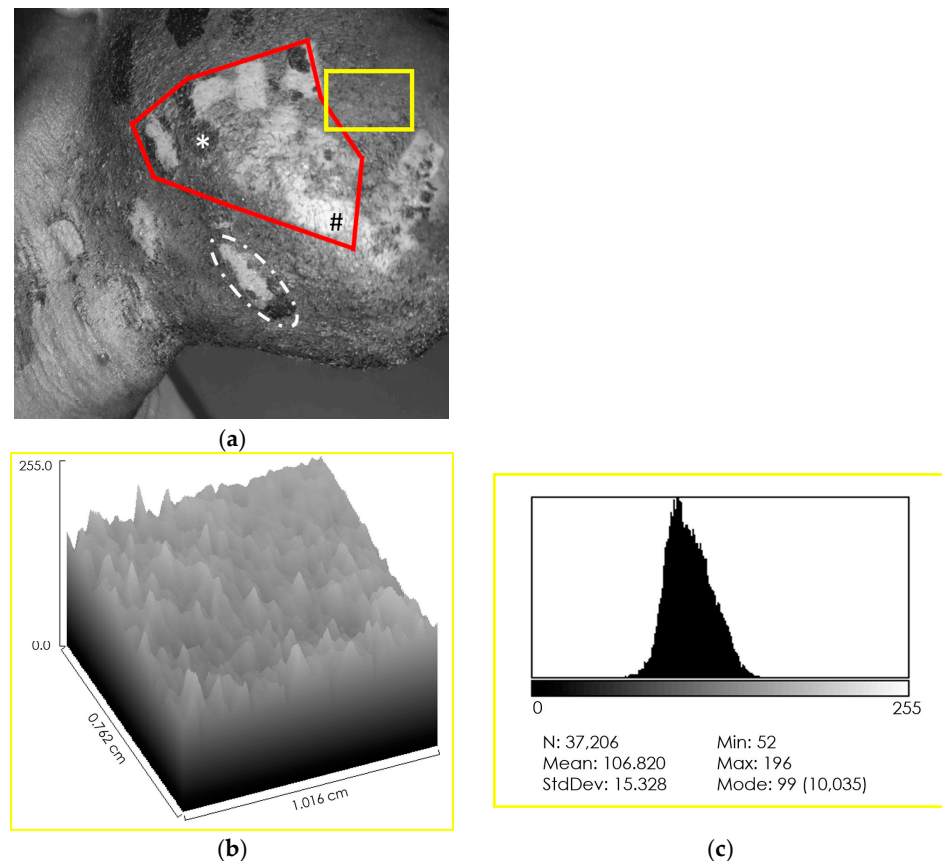 *
#
(a)
255.0
0.0
0.762 cm
1.016 cm
(b)
0
255
N: 37,206
Min: 52
Mean: 106.820
Max: 196
StdDev: 15.328
Mode: 99 (10,035)
(c)